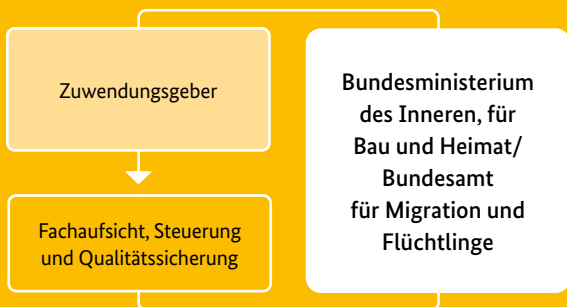 Zuwendungsgeber
Fachaufsicht, Steuerung
und Qualitätssicherung
Bundesministerium
des Inneren, für
Bau und Heimat/
Bundesamt
für Migration und
Flüchtlinge